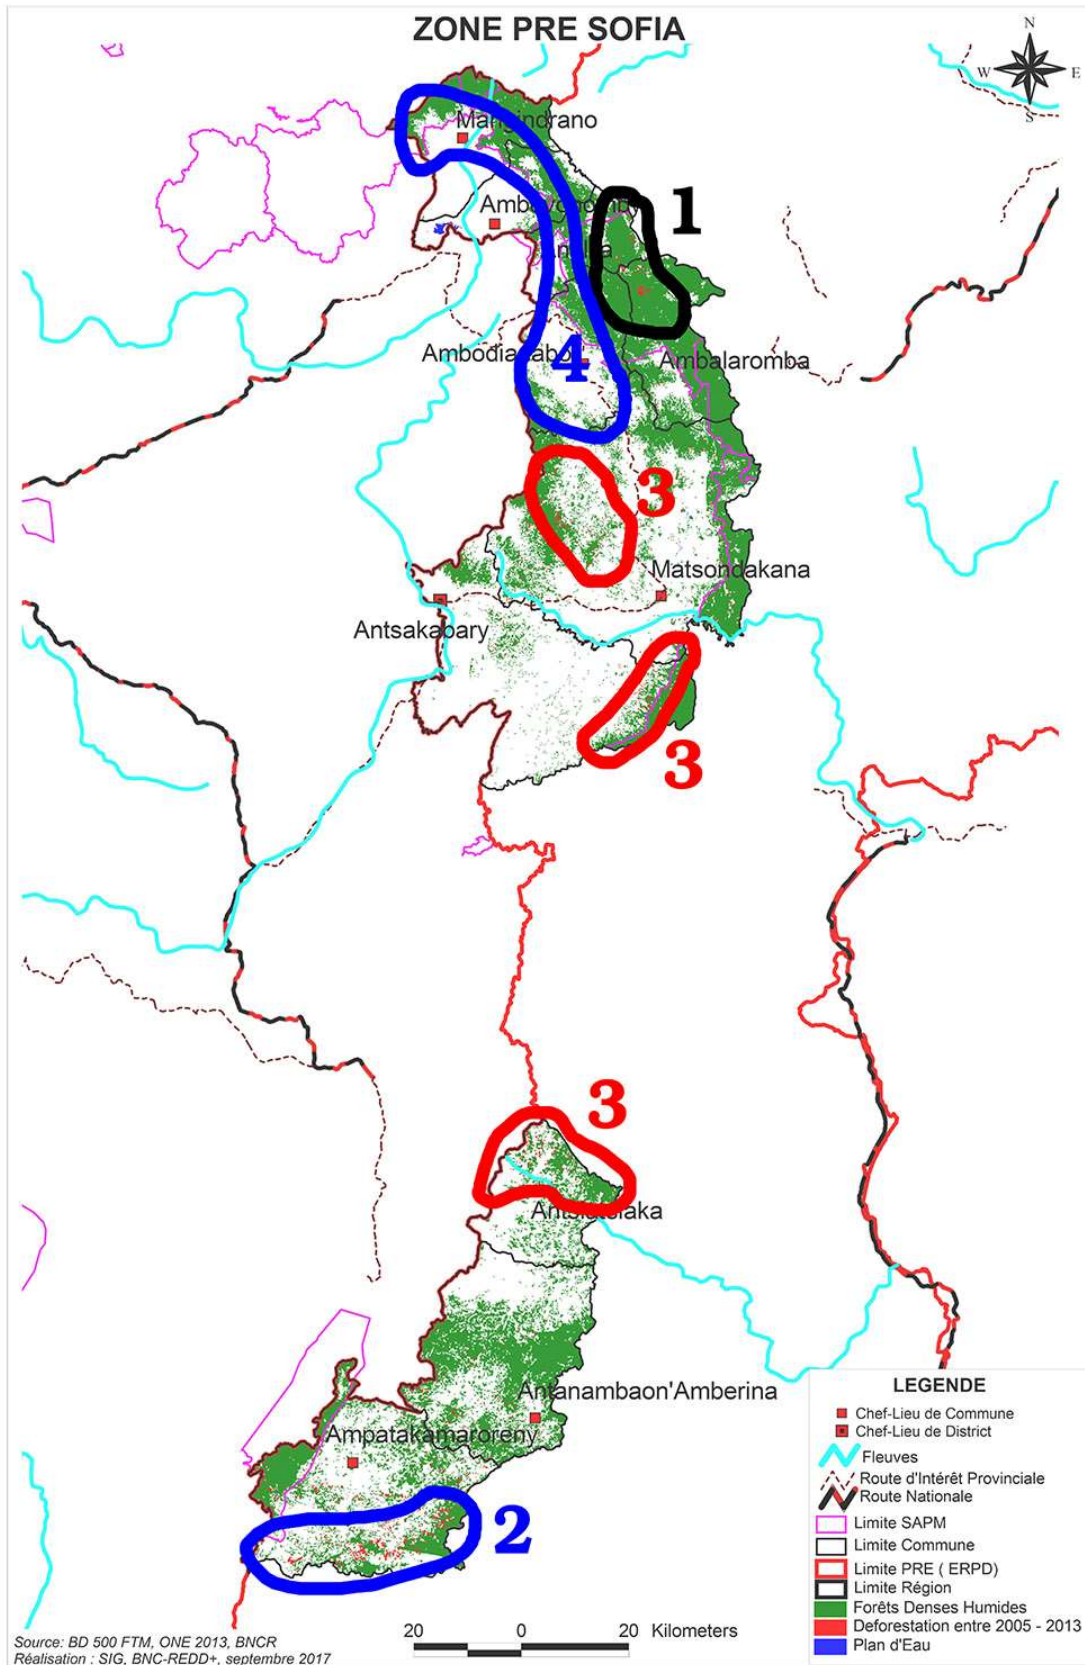 ZONE PRE SOFIA
N
W
E
S
Mangindrano
1
Ambalaromba
4
3
Matsondakana
Antsakabary
3
3
Antanambaon'Amberina
Ampatakamaroreny
2
LEGENDE
Chef-Lieu de Commune
Chef-Lieu de District
Fleuves
Route d'Intérêt Provinciale
Route Nationale
Limite SAPM
Limite Commune
Limite PRE ( ERPD)
Limite Région
Forêts Denses Humides
Deforestation entre 2005 - 2013
Plan d'Eau
20 0 20 Kilometers
Source: BD 500 FTM, ONE 2013, BNCR
Réalisation : SIG, BNC-REDD+, septembre 2017